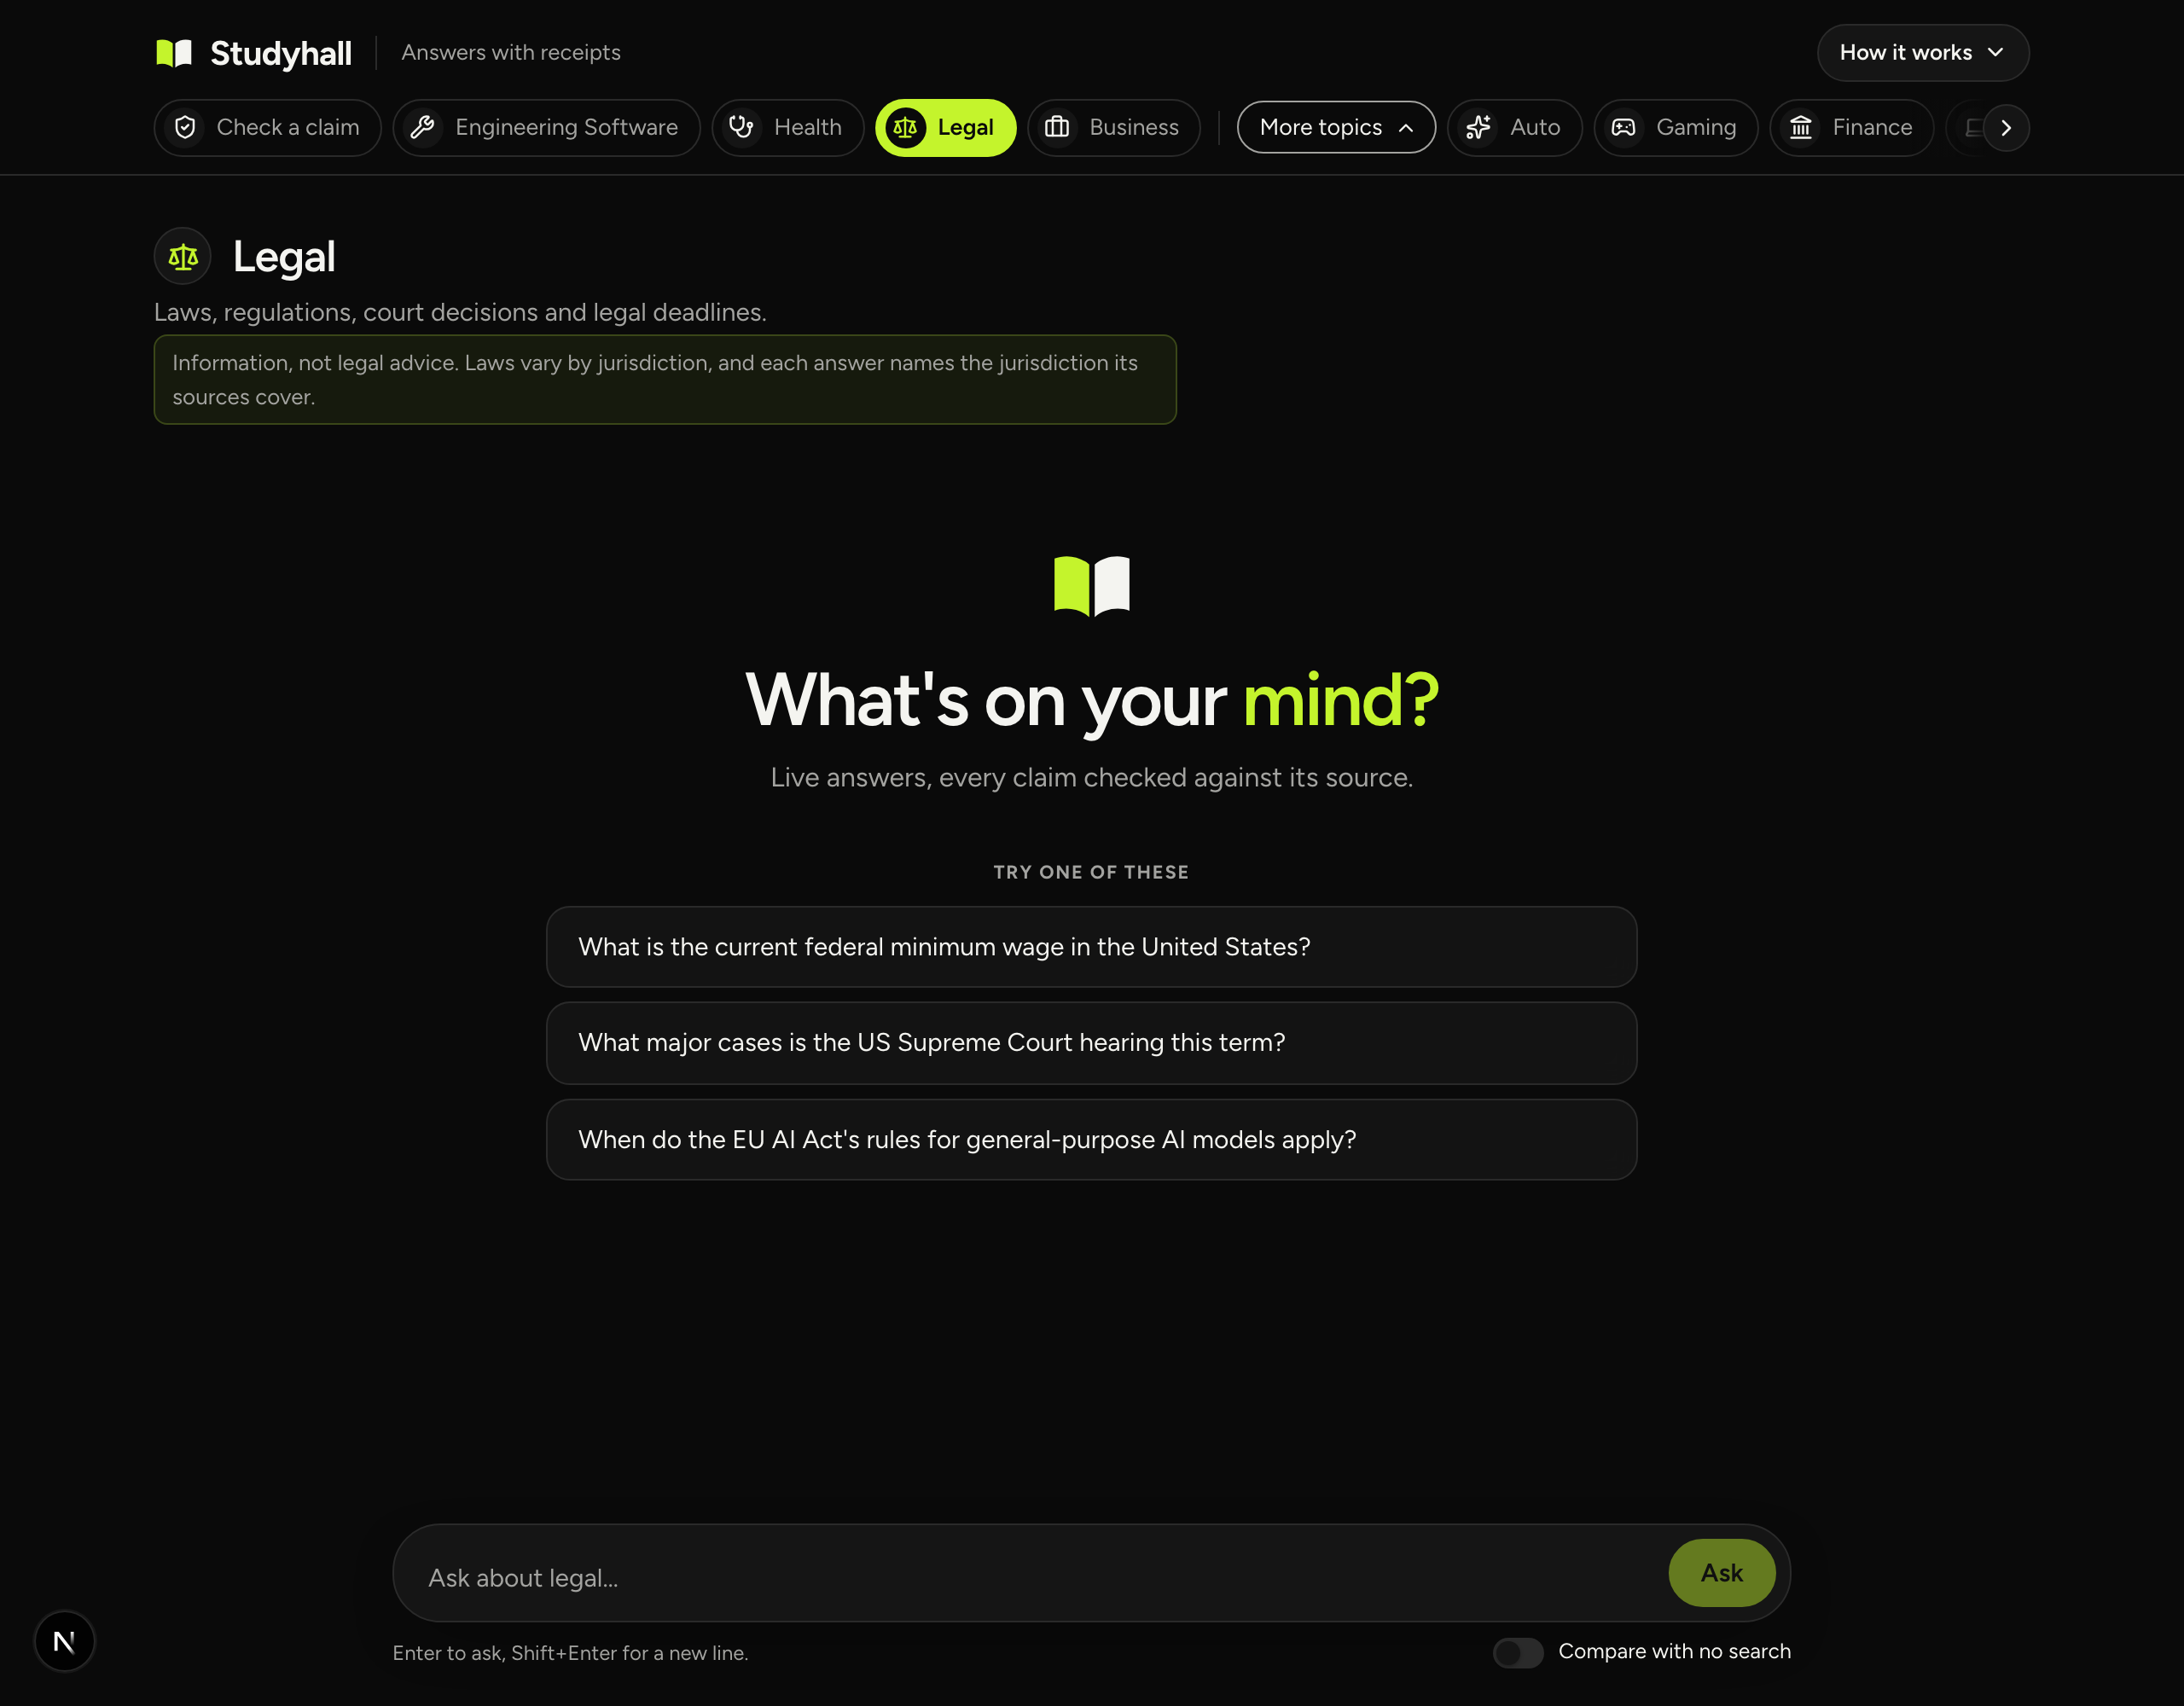 Studyhall
Answers with receipts
How it works
Check a claim
Engineering Software
Health
Legal
Business
More topics
Auto
Gaming
Finance
Legal
Laws, regulations, court decisions and legal deadlines.
Information, not legal advice. Laws vary by jurisdiction, and each answer names the jurisdiction its
sources cover.
What's on your mind?
Live answers, every claim checked against its source.
TRY ONE OF THESE
What is the current federal minimum wage in the United States?
What major cases is the US Supreme Court hearing this term?
When do the EU AI Act's rules for general-purpose AI models apply?
Ask about legal...
Ask
N
Enter to ask, Shift+Enter for a new line.
Compare with no search